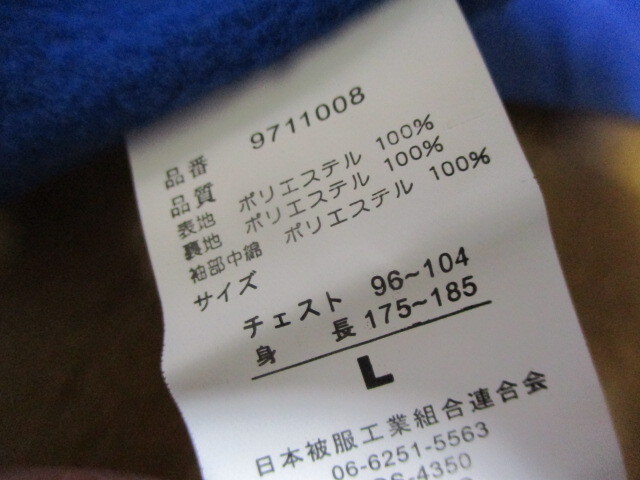 品番 9711008
品質
表地 ポリエステル 100%
裏地 ポリエステル 100%
袖部中綿 ポリエステル 100%
サイズ
チェスト 96~104
身長 175~185
L
日本被服工業組合連合会
06-6251-5563
S-4350